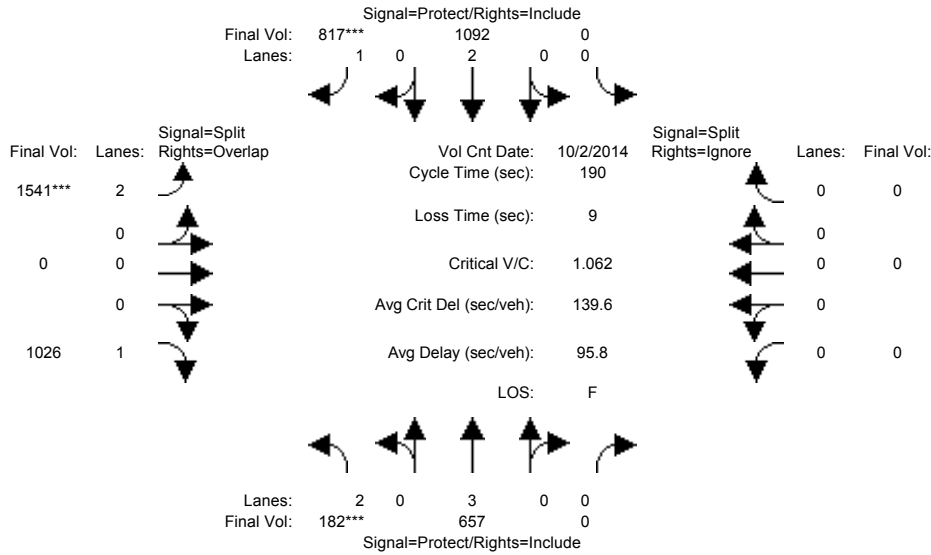 Signal=Protect/Rights=Include
Final Vol: 817*** 1092 0
Lanes: 1 0 2 0 0
Signal=Split Signal=Split
Final Vol: Lanes: Rights=Overlap Vol Cnt Date: 10/2/2014 Rights=Ignore Lanes: Final Vol:
Cycle Time (sec): 190
1541*** 2 0 0
Loss Time (sec): 9
0 0
0 0 Critical V/C: 1.062 0 0
0 Avg Crit Del (sec/veh): 139.6 0
1026 1 Avg Delay (sec/veh): 95.8 0 0
LOS: F
Lanes: 2 0 3 0 0
Final Vol: 182*** 657 0
Signal=Protect/Rights=Include